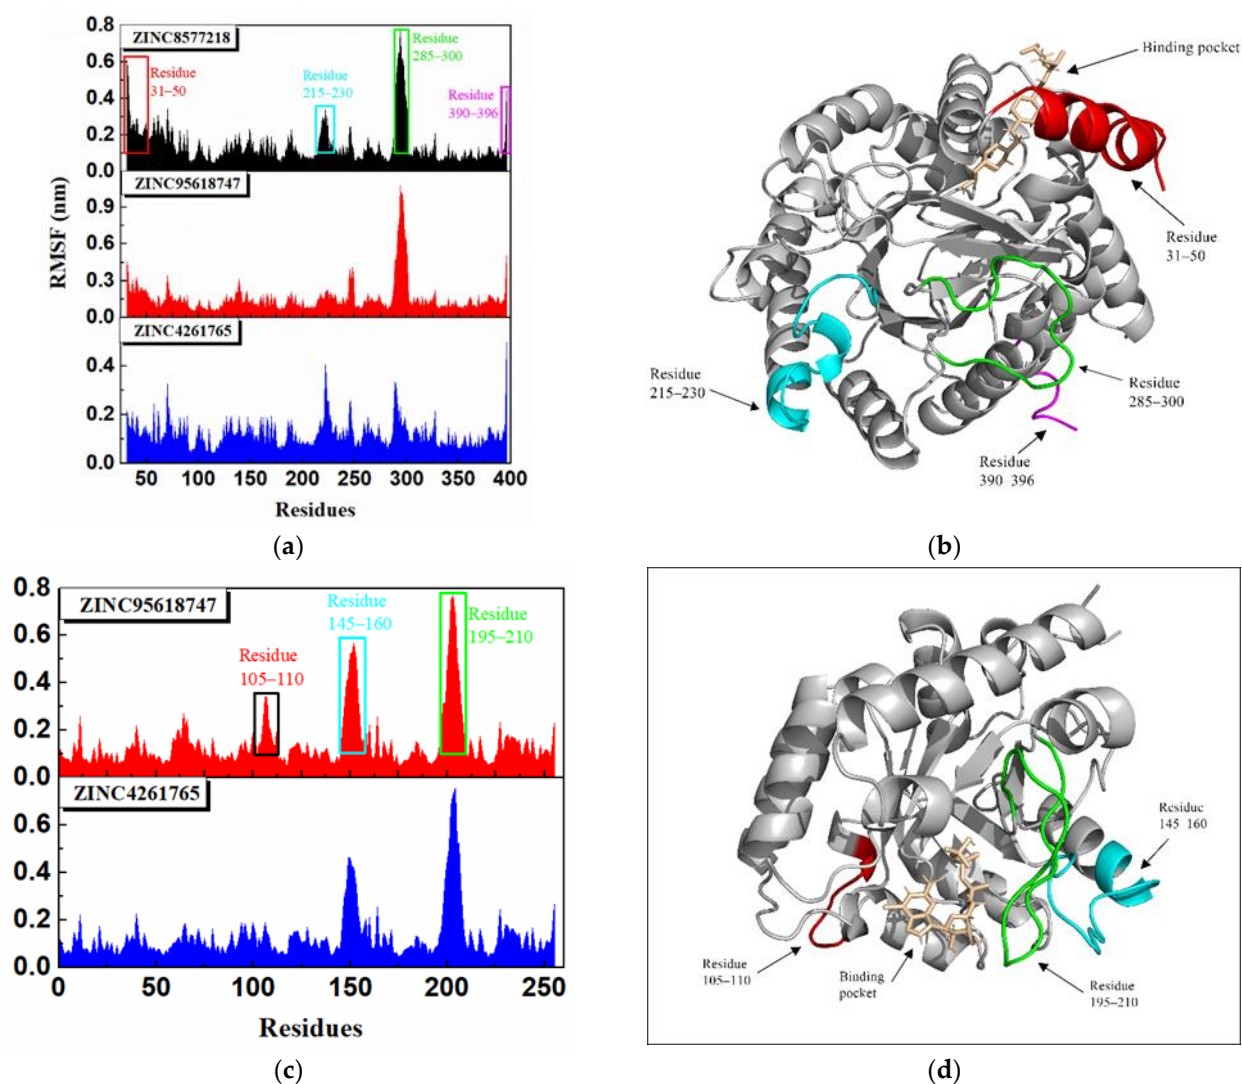 0.8
ZINC8577218
Residue
285–300
0.6
Residue
31–50
Residue
215–230
0.4
Residue
390–396
0.2
0.0
ZINC95618747
0.9
0.6
0.3
0.0
ZINC4261765
0.4
0.2
0.0
RMSF (nm)
50 100 150 200 250 300 350 400
Residues
(a)
Binding pocket
Residue
31–50
Residue
215–230
Residue
285–300
Residue
390–396
(b)
0.8
ZINC95618747
Residue
145–160
Residue
195–210
0.6
Residue
105–110
0.4
0.2
0.0
ZINC4261765
0.6
0.4
0.2
0.0
0 50 100 150 200 250
Residues
(c)
Residue
145 160
Residue
105–110
Binding
pocket
Residue
195–210
(d)